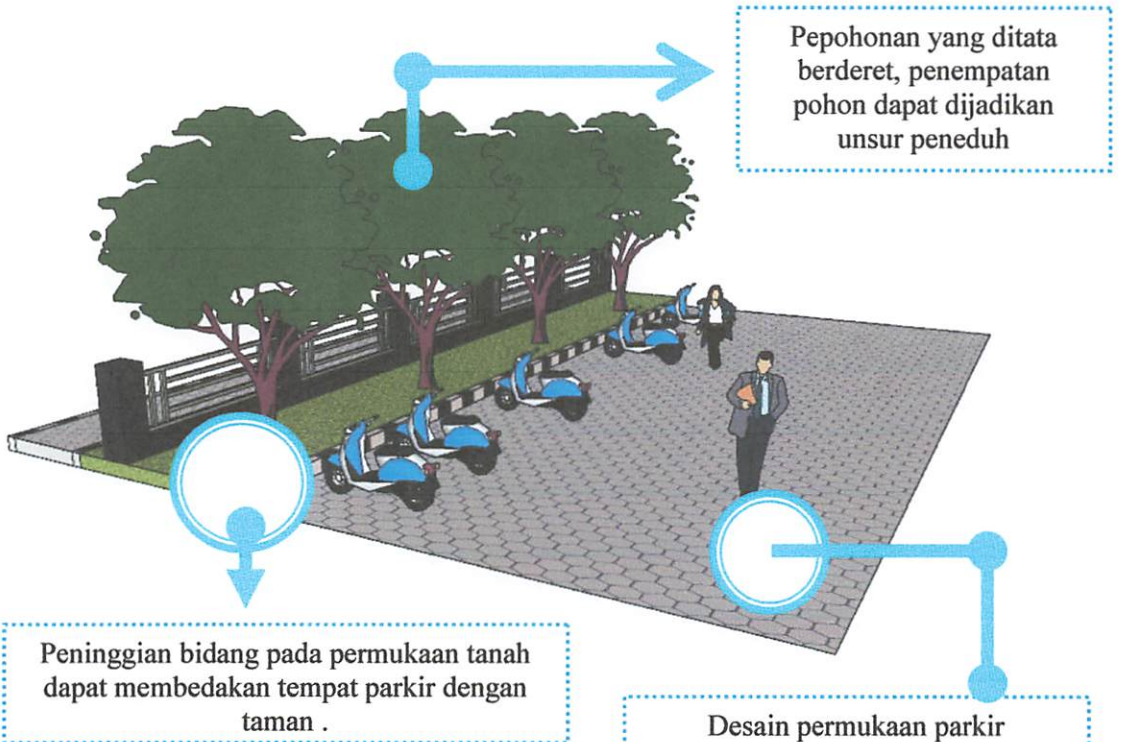 Pepohonan yang ditata
berderet, penempatan
pohon dapat dijadikan
unsur peneduh
Peninggian bidang pada permukaan tanah
dapat membedakan tempat parkir dengan
taman .
Desain permukaan parkir